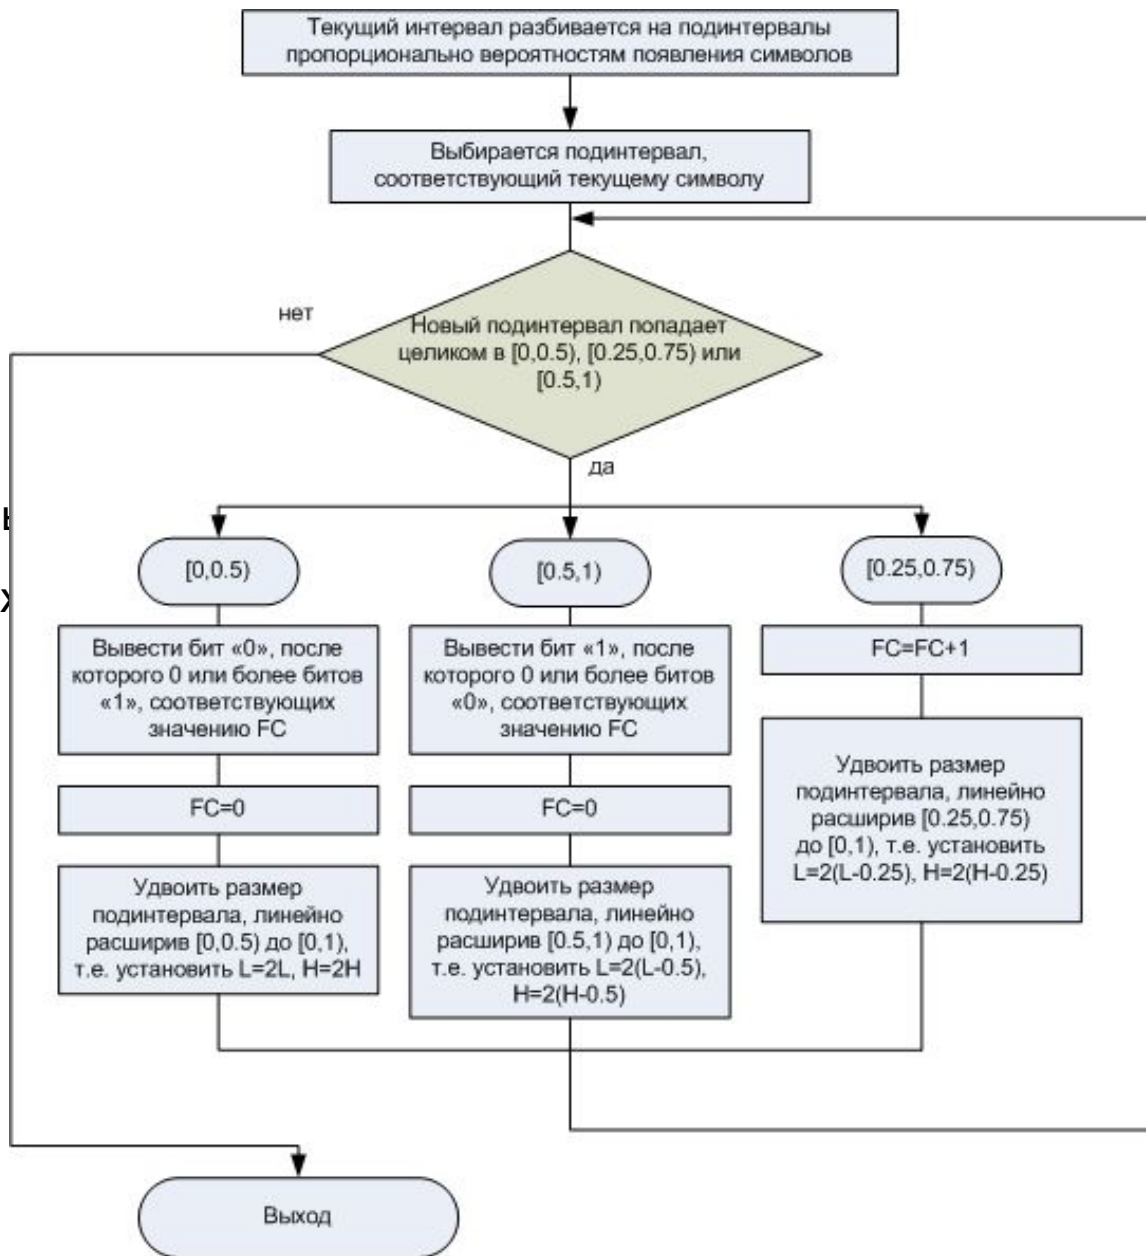 Текущий интервал разбивается на подинтервалы
пропорционально вероятностям появления символов
Выбирается подинтервал,
соответствующий текущему символу
нет
Новый подинтервал попадает
целиком в [0,0.5), [0.25,0.75) или
[0.5,1)
да
[0,0.5)
[0.5,1)
[0.25,0.75)
Вывести бит «0», после
которого 0 или более битов
«1», соответствующих
значению FC
Вывести бит «1», после
которого 0 или более битов
«0», соответствующих
значению FC
FC=FC+1
FC=0
FC=0
Удвоить размер
подинтервала, линейно
расширив [0.25,0.75)
до [0,1), т.е. установить
L=2(L-0.25), H=2(H-0.25)
Удвоить размер
подинтервала, линейно
расширив [0,0.5) до [0,1),
т.е. установить L=2L, H=2H
Удвоить размер
подинтервала, линейно
расширив [0.5,1) до [0,1),
т.е. установить L=2(L-0.5),
H=2(H-0.5)
Выход